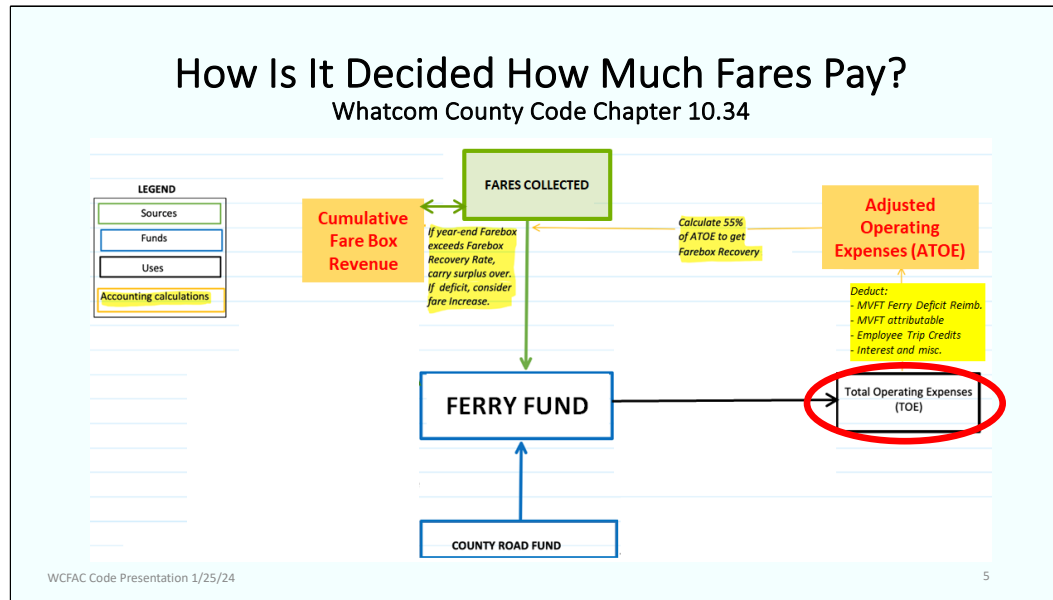 How Is It Decided How Much Fares Pay?
Whatcom County Code Chapter 10.34
LEGEND
Sources
Funds
Uses
Accounting calculations
Cumulative
Fare Box
Revenue
FARES COLLECTED
If year-end Farebox
exceeds Farebox
Recovery Rate,
carry surplus over.
If deficit, consider
fare Increase.
Calculate 55%
of ATOE to get
Farebox Recovery
Adjusted
Operating
Expenses (ATOE)
Deduct:
- MVFT Ferry Deficit Reimb.
- MVFT attributable
- Employee Trip Credits
- Interest and misc.
FERRY FUND
Total Operating Expenses
(TOE)
COUNTY ROAD FUND
WCFAC Code Presentation 1/25/24
5